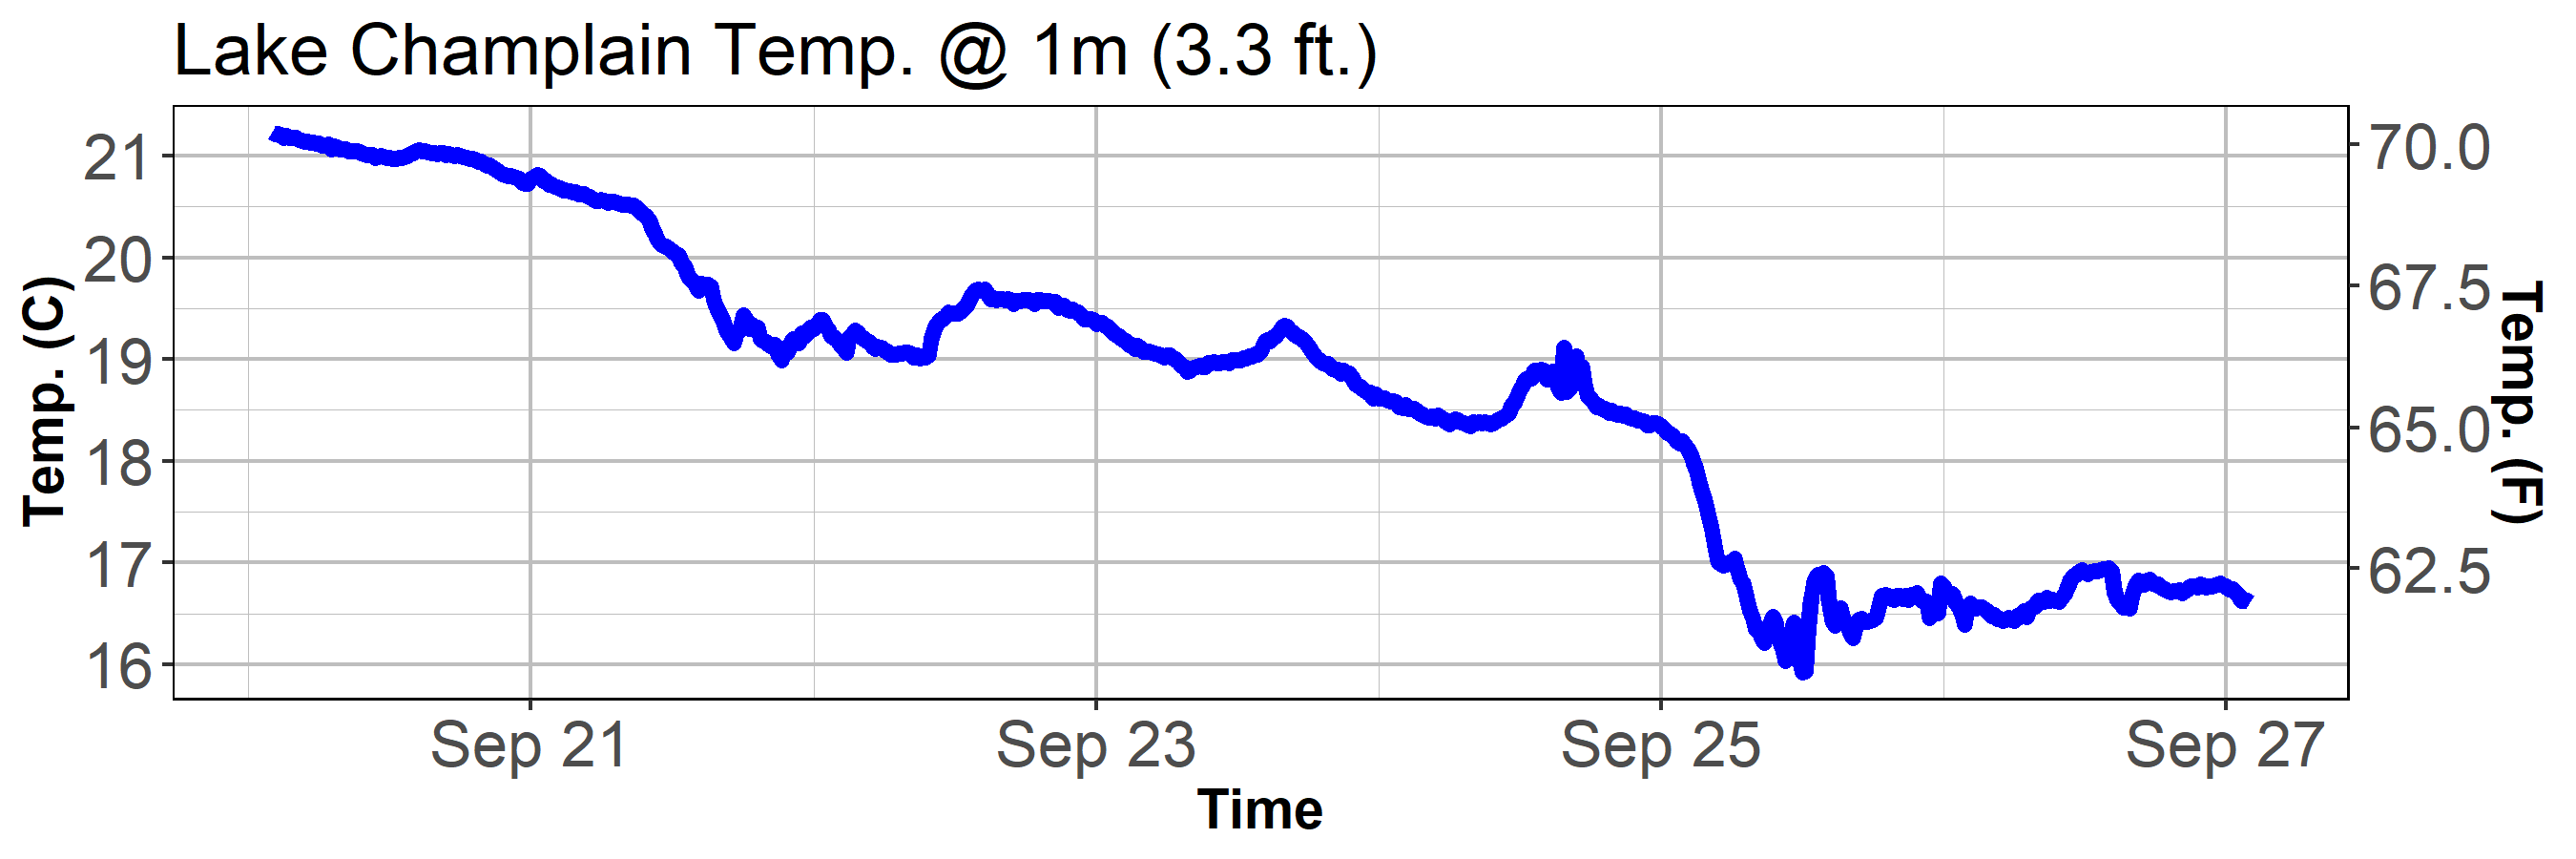 Lake Champlain Temp. @ 1m (3.3 ft.)
Temp. (C)
21
20
19
18
17
16
70.0
67.5
65.0
62.5
Temp. (F)
Sep 21
Sep 23
Sep 25
Sep 27
Time